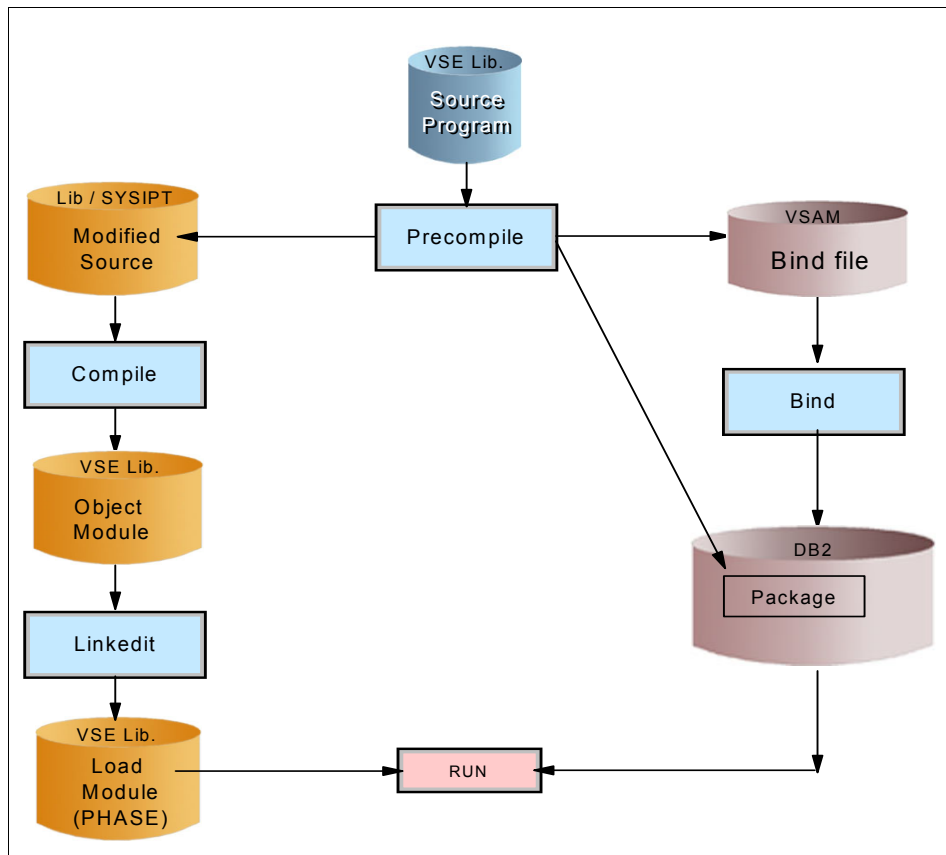 VSE Lib.
Source
Program
Lib / SYSIPT
Modified
Source
Precompile
VSAM
Bind file
Compile
Bind
VSE Lib.
Object
Module
DB2
Package
Linkedit
VSE Lib.
Load
Module
(PHASE)
RUN